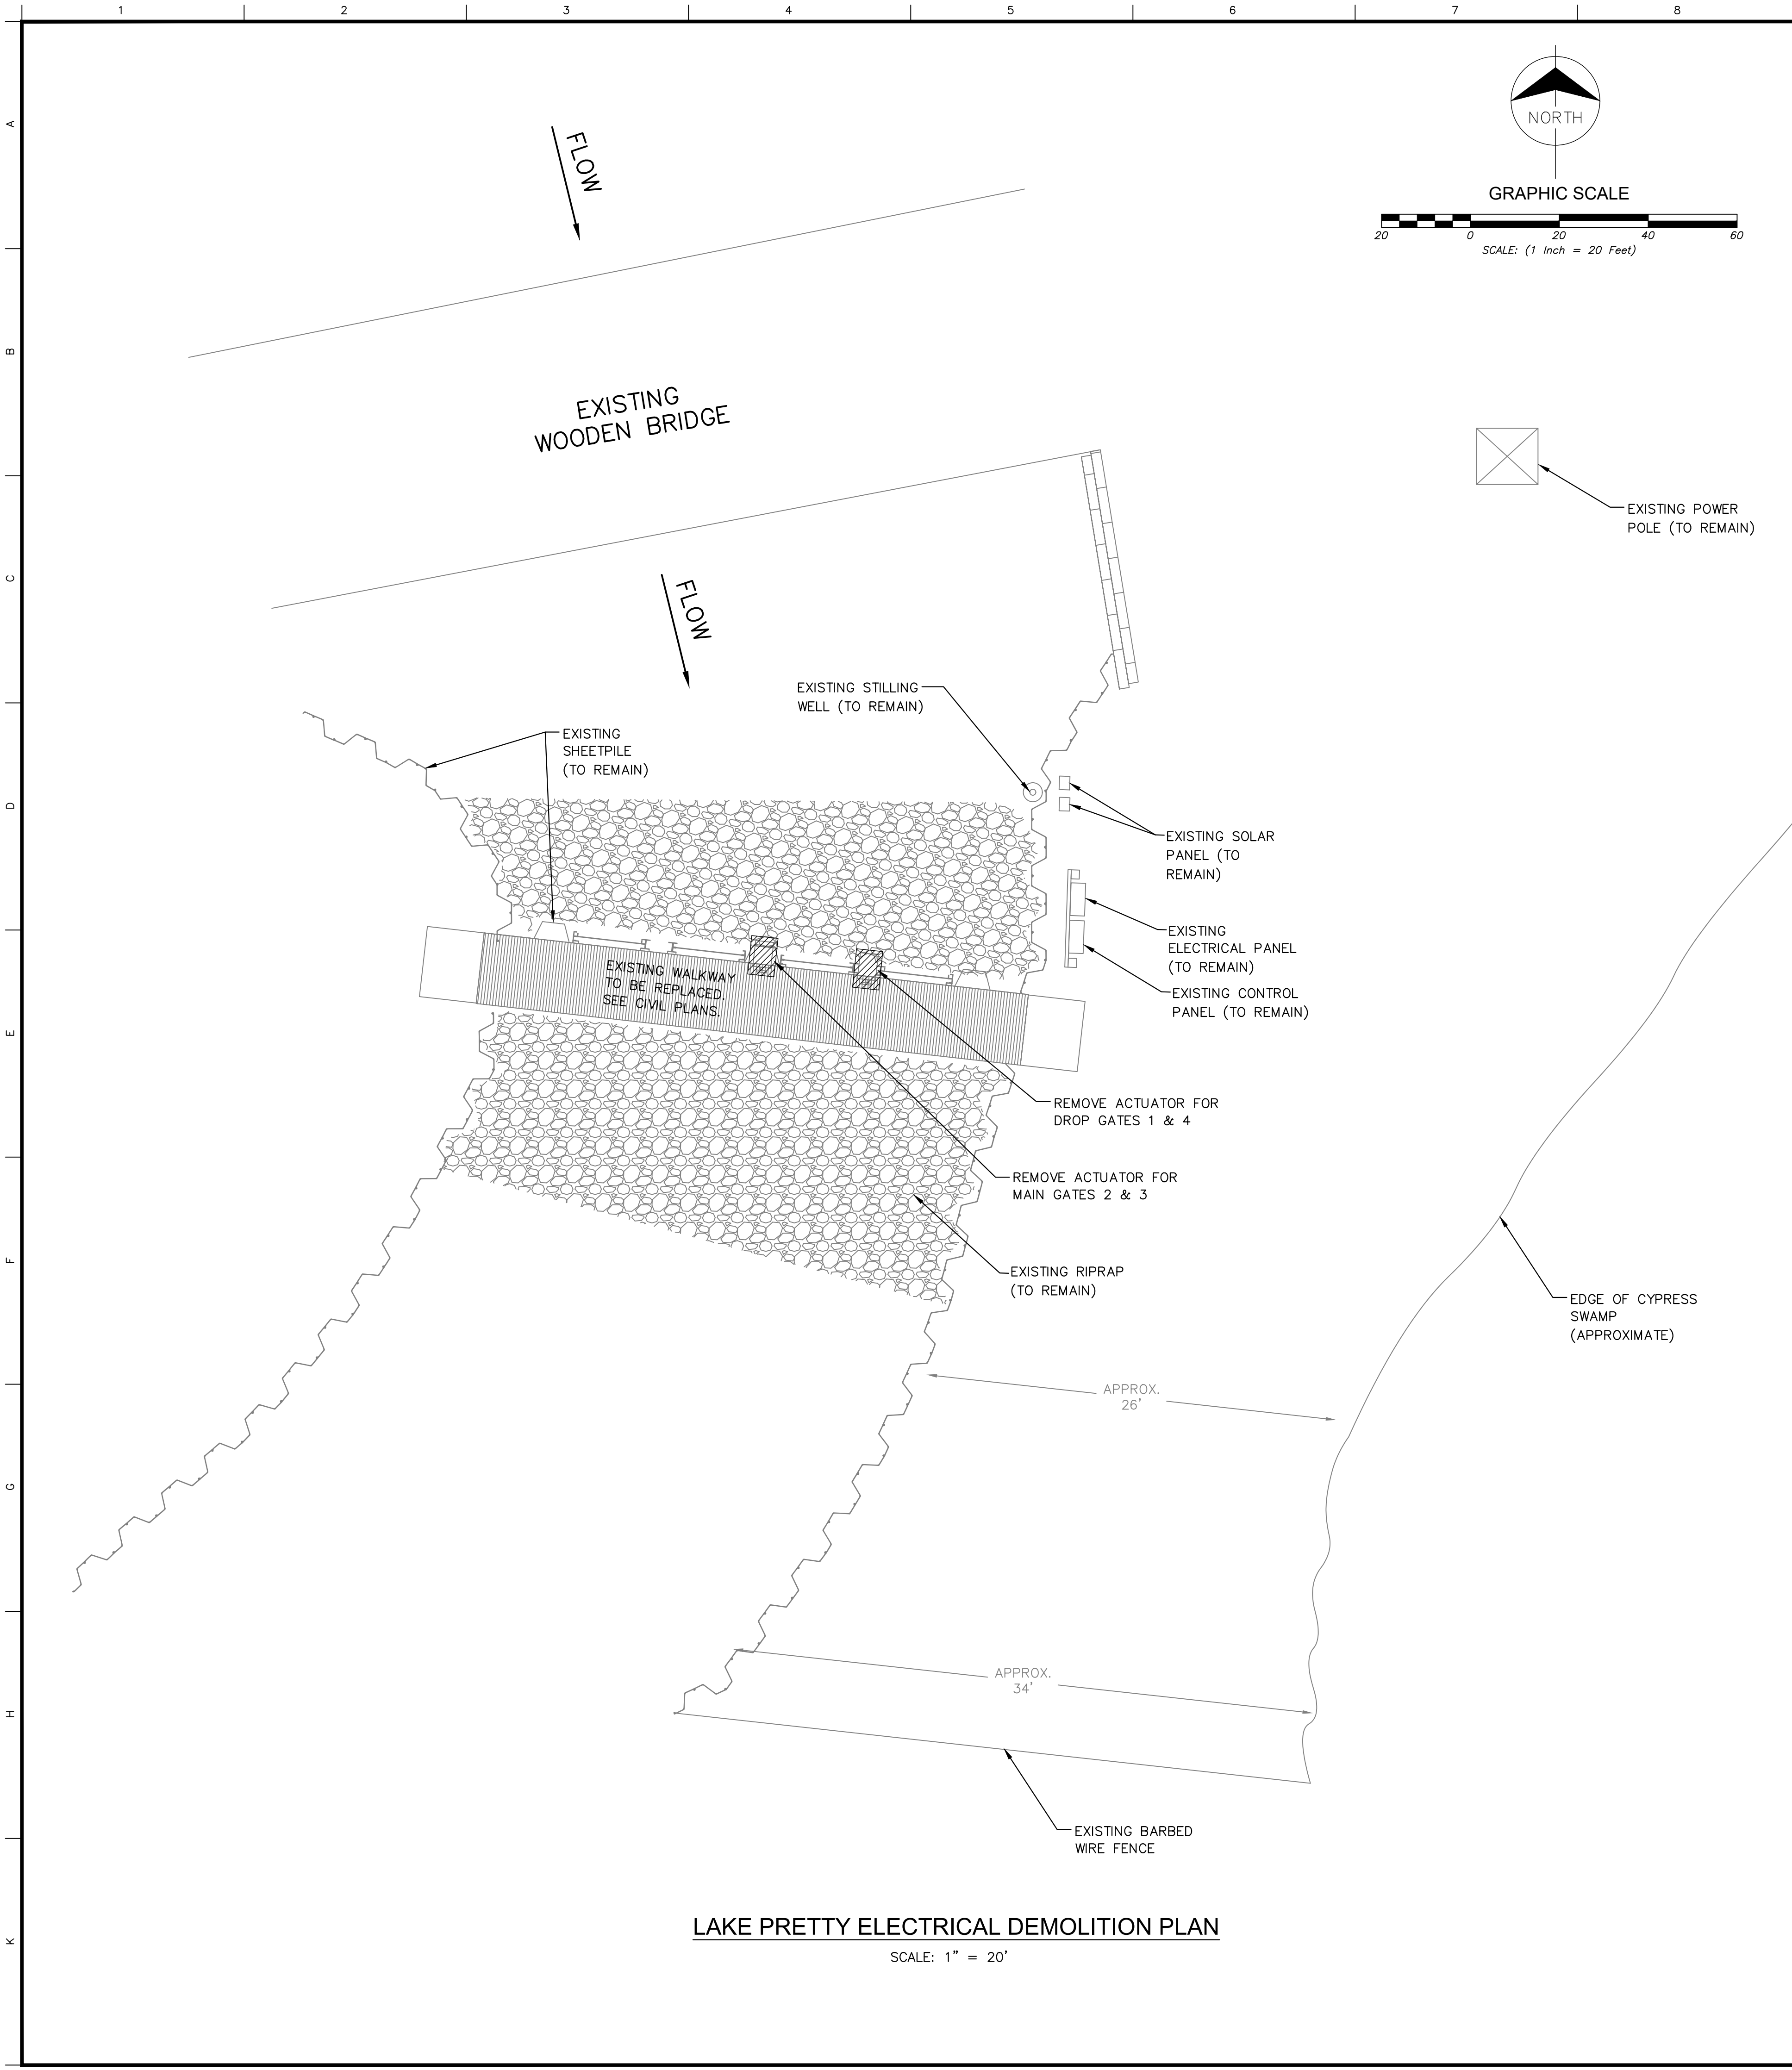 1 2 3 4 5 6 7 8
A
B
C
D
E
F
G
H
K
NORTH
GRAPHIC SCALE
20 0 20 40 60
SCALE: (1 Inch = 20 Feet)
FLOW
EXISTING
WOODEN BRIDGE
EXISTING POWER
POLE (TO REMAIN)
FLOW
EXISTING STILLING
WELL (TO REMAIN)
EXISTING
SHEETPILE
(TO REMAIN)
EXISTING SOLAR
PANEL (TO
REMAIN)
EXISTING
ELECTRICAL PANEL
(TO REMAIN)
EXISTING WALKWAY
TO BE REPLACED.
SEE CIVIL PLANS.
EXISTING CONTROL
PANEL (TO REMAIN)
REMOVE ACTUATOR FOR
DROP GATES 1 & 4
REMOVE ACTUATOR FOR
MAIN GATES 2 & 3
EXISTING RIPRAP
(TO REMAIN)
EDGE OF CYPRESS
SWAMP
(APPROXIMATE)
APPROX.
26'
APPROX.
34'
EXISTING BARBED
WIRE FENCE
LAKE PRETTY ELECTRICAL DEMOLITION PLAN
SCALE: 1" = 20'